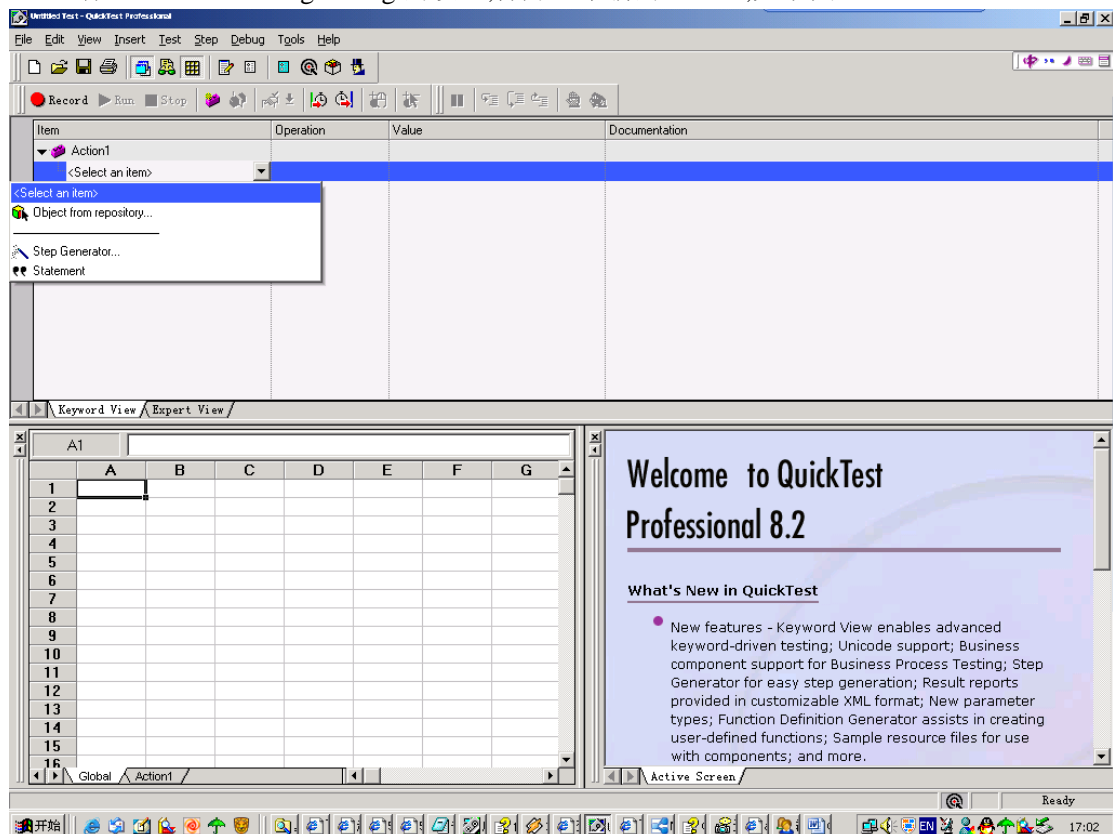 Untitled Test - QuickTest Professional
File Edit View Insert Test Step Debug Tools Help
中
Record Run Stop
Item Operation Value Documentation
Action1
<Select an item>
<Select an item>
Object from repository...
Step Generator...
Statement
Keyword View Expert View
A1
A B C D E F G
1
2
3
4
5
6
7
8
9
10
11
12
13
14
15
16
Global Action1
Welcome to QuickTest
Professional 8.2
What's New in QuickTest
New features - Keyword View enables advanced
keyword-driven testing; Unicode support; Business
component support for Business Process Testing; Step
Generator for easy step generation; Result reports
provided in customizable XML format; New parameter
types; Function Definition Generator assists in creating
user-defined functions; Sample resource files for use
with components; and more.
Active Screen
Ready
开始 EN 17:02